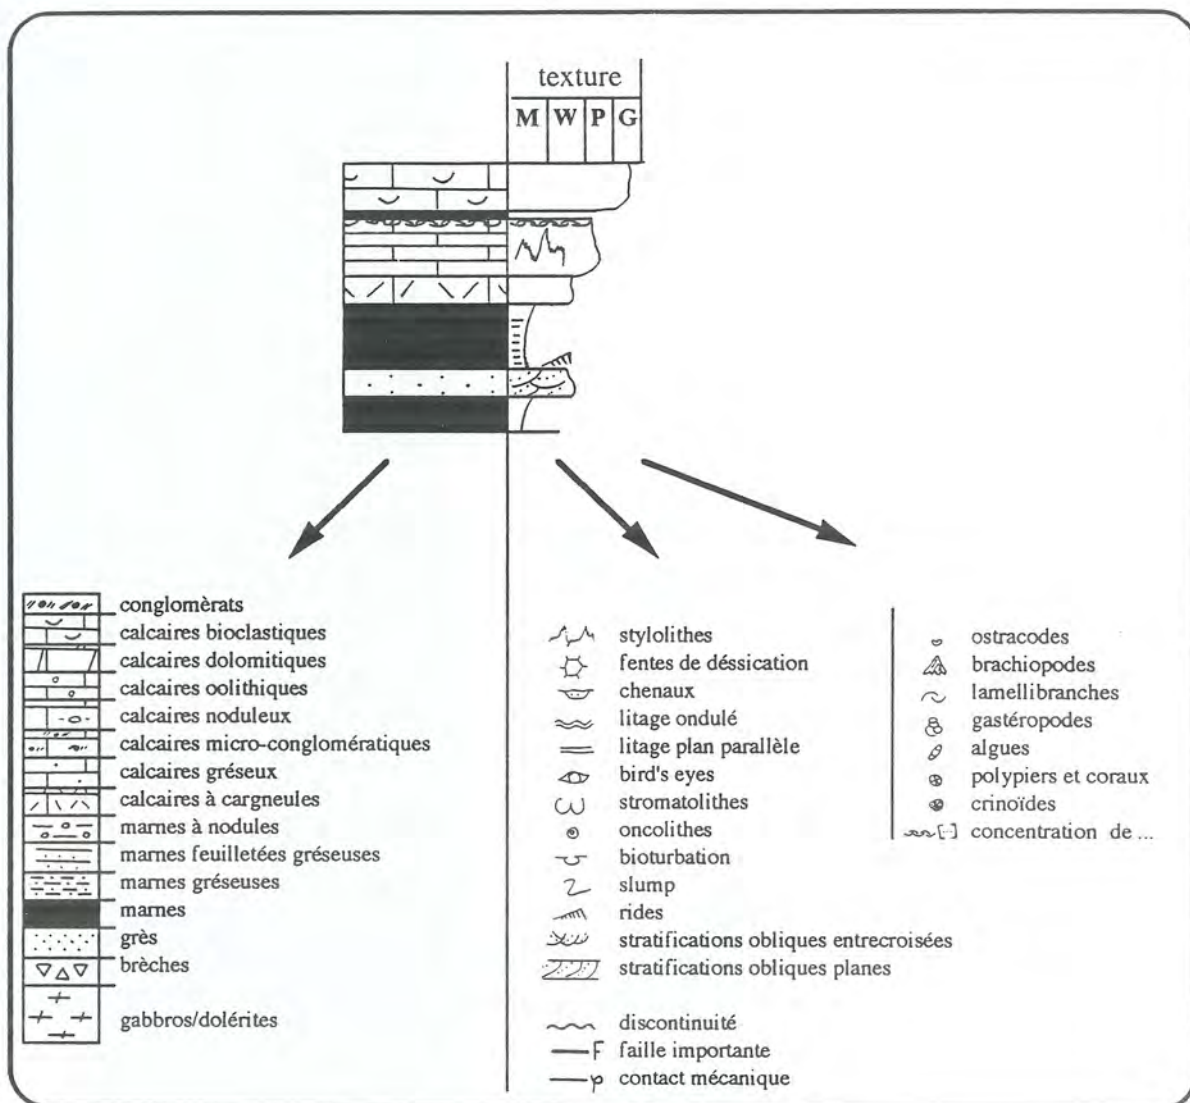 texture
M W P G
conglomèrats
calcaires bioclastiques
calcaires dolomitiques
calcaires oolithiques
calcaires noduleux
calcaires micro-conglomératiques
calcaires gréseux
calcaires à cargneules
marnes à nodules
marnes feuilletées gréseuses
marnes gréseuses
marnes
grès
brèches
gabbros/dolérites
stylolithes
fentes de déssication
chenaux
litage ondulé
litage plan parallèle
bird's eyes
stromatolithes
oncolithes
bioturbation
slump
rides
stratifications obliques entrecroisées
stratifications obliques planes
discontinuité
F faille importante
φ contact mécanique
ostracodes
brachiopodes
lamellibranches
gastéropodes
algues
polypiers et coraux
crinoïdes
concentration de ...